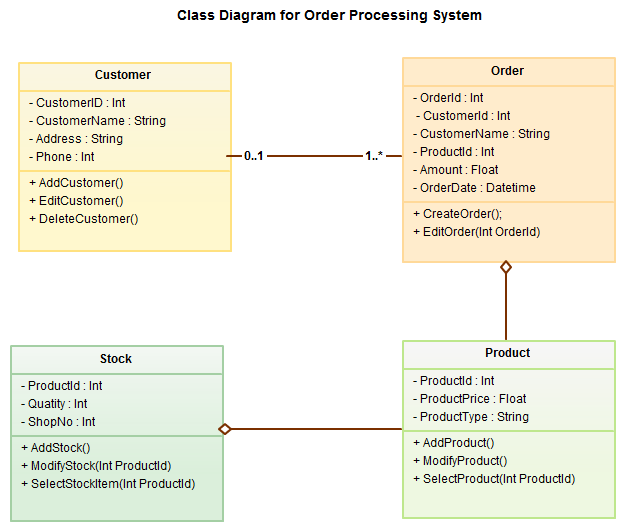 Class Diagram for Order Processing System
Customer
- CustomerID : Int
- CustomerName : String
- Address : String
- Phone : Int
+ AddCustomer()
+ EditCustomer()
+ DeleteCustomer()
0..1
1..*
Order
- OrderId : Int
- CustomerId : Int
- CustomerName : String
- ProductId : Int
- Amount : Float
- OrderDate : Datetime
+ CreateOrder();
+ EditOrder(Int OrderId)
Stock
- ProductId : Int
- Quatity : Int
- ShopNo : Int
+ AddStock()
+ ModifyStock(Int ProductId)
+ SelectStockItem(Int ProductId)
Product
- ProductId : Int
- ProductPrice : Float
- ProductType : String
+ AddProduct()
+ ModifyProduct()
+ SelectProduct(Int ProductId)